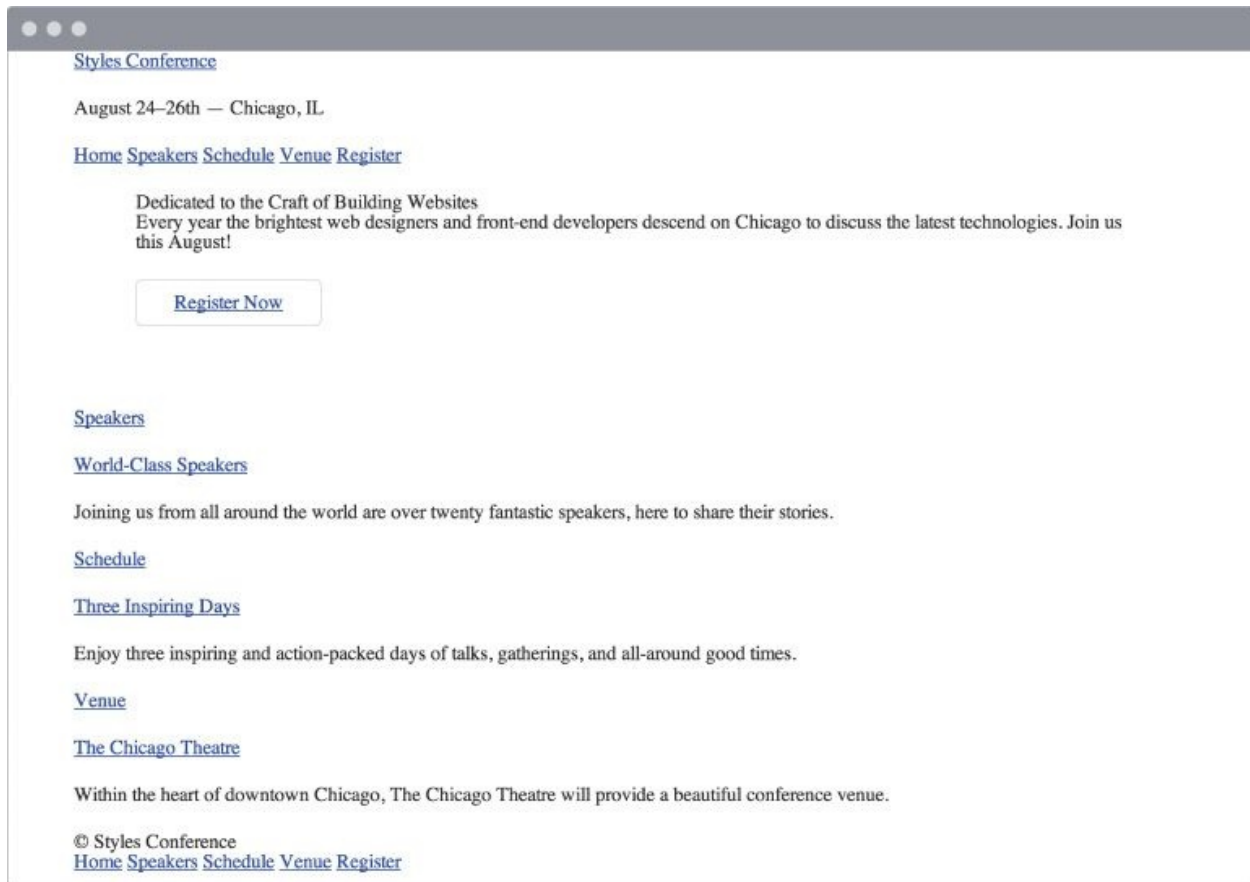 Styles Conference
August 24–26th — Chicago, IL
Home Speakers Schedule Venue Register
Dedicated to the Craft of Building Websites
Every year the brightest web designers and front-end developers descend on Chicago to discuss the latest technologies. Join us
this August!
Register Now
Speakers
World-Class Speakers
Joining us from all around the world are over twenty fantastic speakers, here to share their stories.
Schedule
Three Inspiring Days
Enjoy three inspiring and action-packed days of talks, gatherings, and all-around good times.
Venue
The Chicago Theatre
Within the heart of downtown Chicago, The Chicago Theatre will provide a beautiful conference venue.
© Styles Conference
Home Speakers Schedule Venue Register